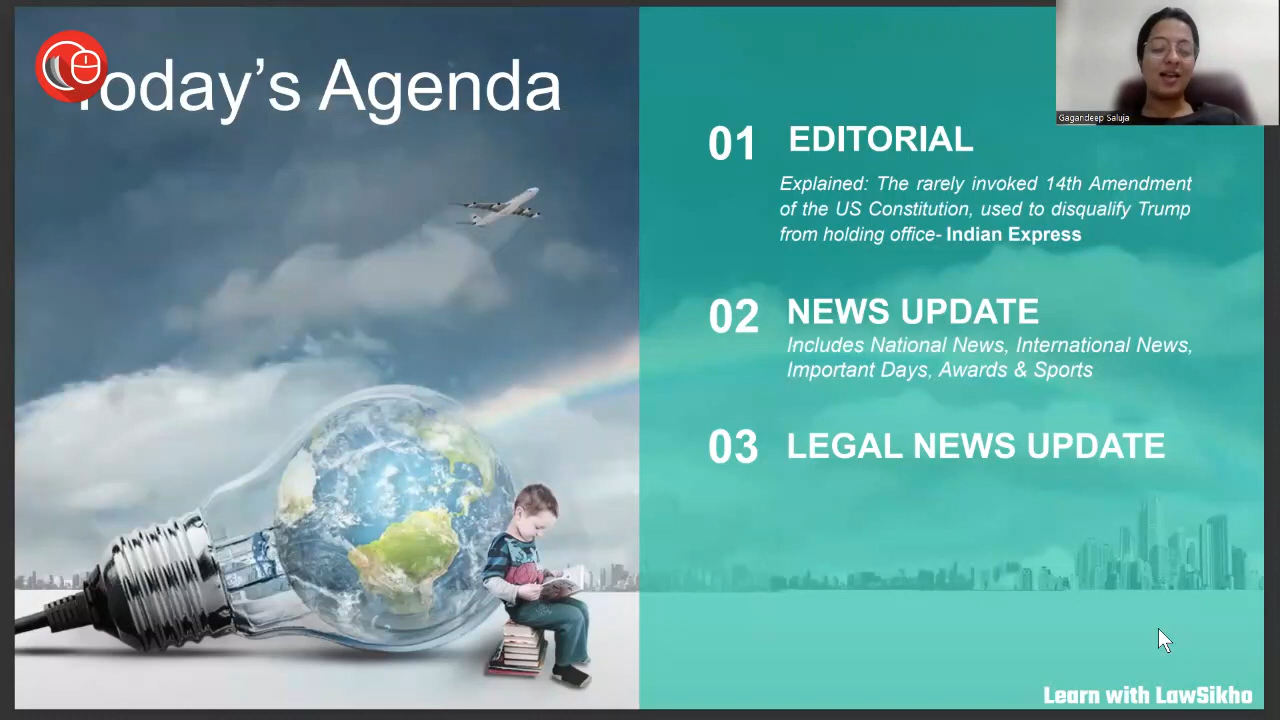 Today's Agenda
Gagandeep Saluja
01 EDITORIAL
Explained: The rarely invoked 14th Amendment
of the US Constitution, used to disqualify Trump
from holding office- Indian Express
02 NEWS UPDATE
Includes National News, International News,
Important Days, Awards & Sports
03 LEGAL NEWS UPDATE
Learn with LawSikho